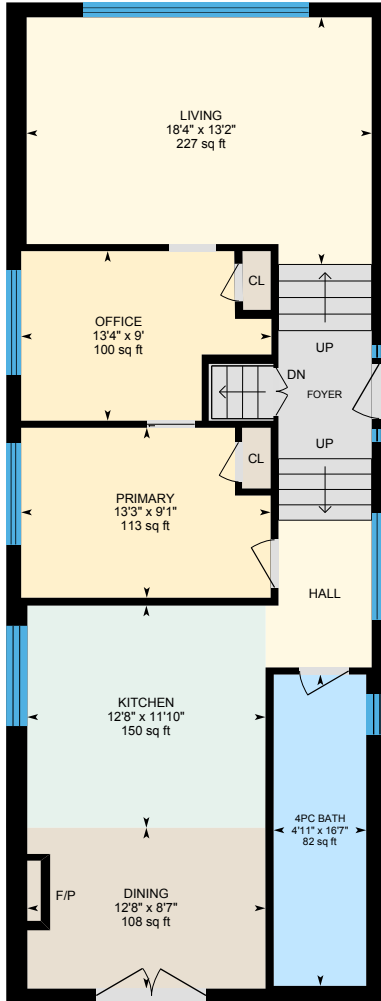 LIVING
18'4" x 13'2"
227 sq ft
CL
OFFICE
13'4" x 9'
100 sq ft
UP
DN
FOYER
UP
CL
PRIMARY
13'3" x 9'1"
113 sq ft
HALL
KITCHEN
12'8" x 11'10"
150 sq ft
4PC BATH
4'11" x 16'7"
82 sq ft
F/P
DINING
12'8" x 8'7"
108 sq ft